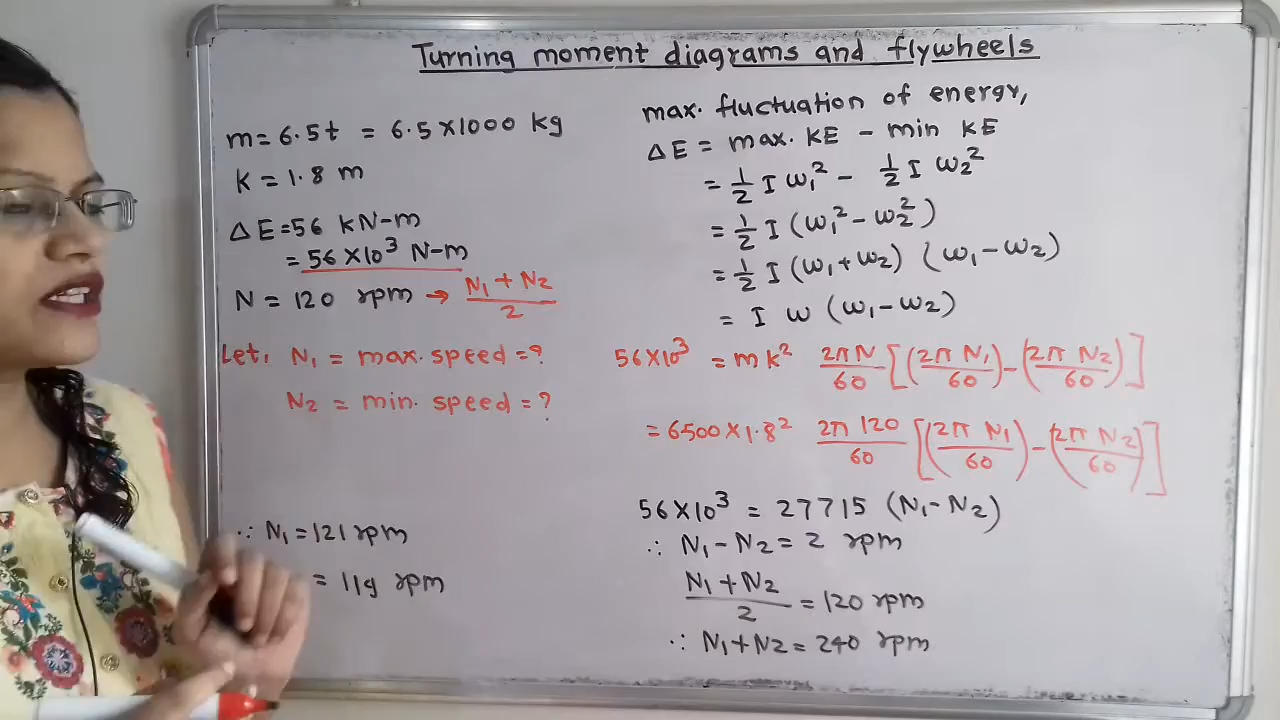 Turning moment diagrams and flywheels
m = 6.5t = 6.5 × 1000 kg
K = 1.8 m
ΔE = 56 KN-m
= 56 × 10³ N-m
N = 120 rpm → (N₁ + N₂)/2
Let, N₁ = max. speed = ?
N₂ = min. speed = ?
∴ N₁ = 121 rpm
= 119 rpm
max. fluctuation of energy,
ΔE = max. KE - min KE
= 1/2 I ω₁² - 1/2 I ω₂²
= 1/2 I (ω₁² - ω₂²)
= 1/2 I (ω₁ + ω₂) (ω₁ - ω₂)
= I ω (ω₁ - ω₂)
56 × 10³ = m k² 2π N/60 [(2π N₁/60) - (2π N₂/60)]
= 6500 × 1.8² 2π 120/60 [(2π N₁/60) - (2π N₂/60)]
56 × 10³ = 27715 (N₁ - N₂)
∴ N₁ - N₂ = 2 rpm
(N₁ + N₂)/2 = 120 rpm
∴ N₁ + N₂ = 240 rpm